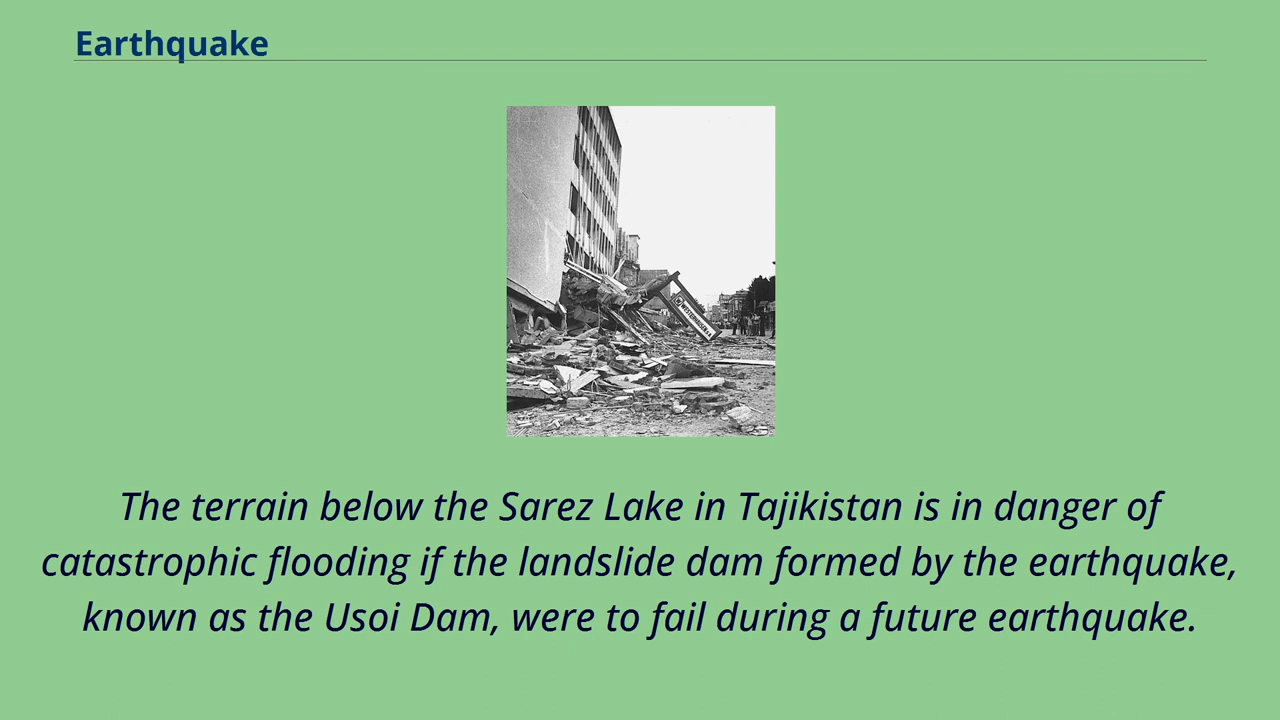 Earthquake
The terrain below the Sarez Lake in Tajikistan is in danger of
catastrophic flooding if the landslide dam formed by the earthquake,
known as the Usoi Dam, were to fail during a future earthquake.